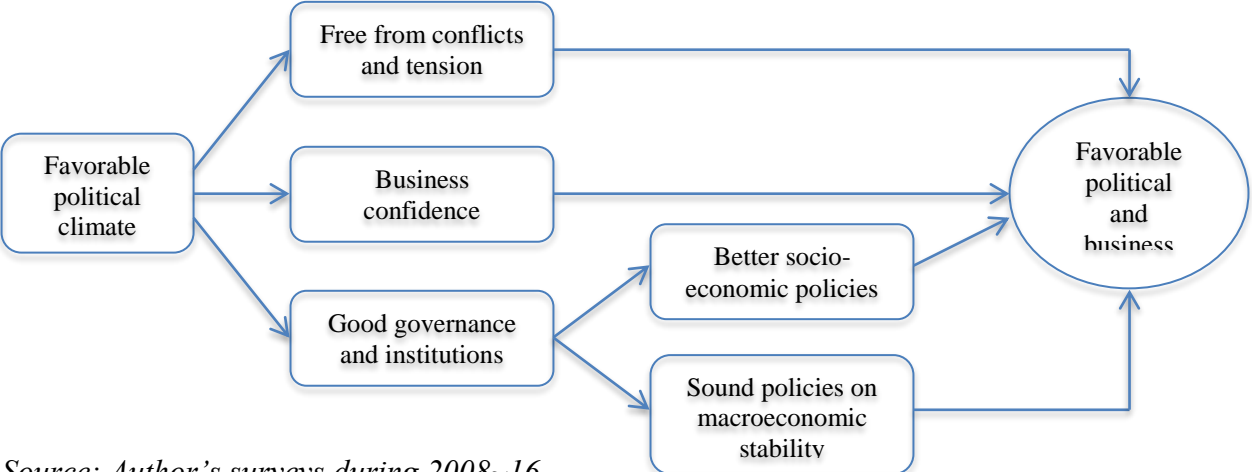 Free from conflicts
and tension
Favorable
political
climate
Business
confidence
Favorable
political
and
business
Better socio-
economic policies
Good governance
and institutions
Sound policies on
macroeconomic
stability
Source: Author's surveys during 2008~16